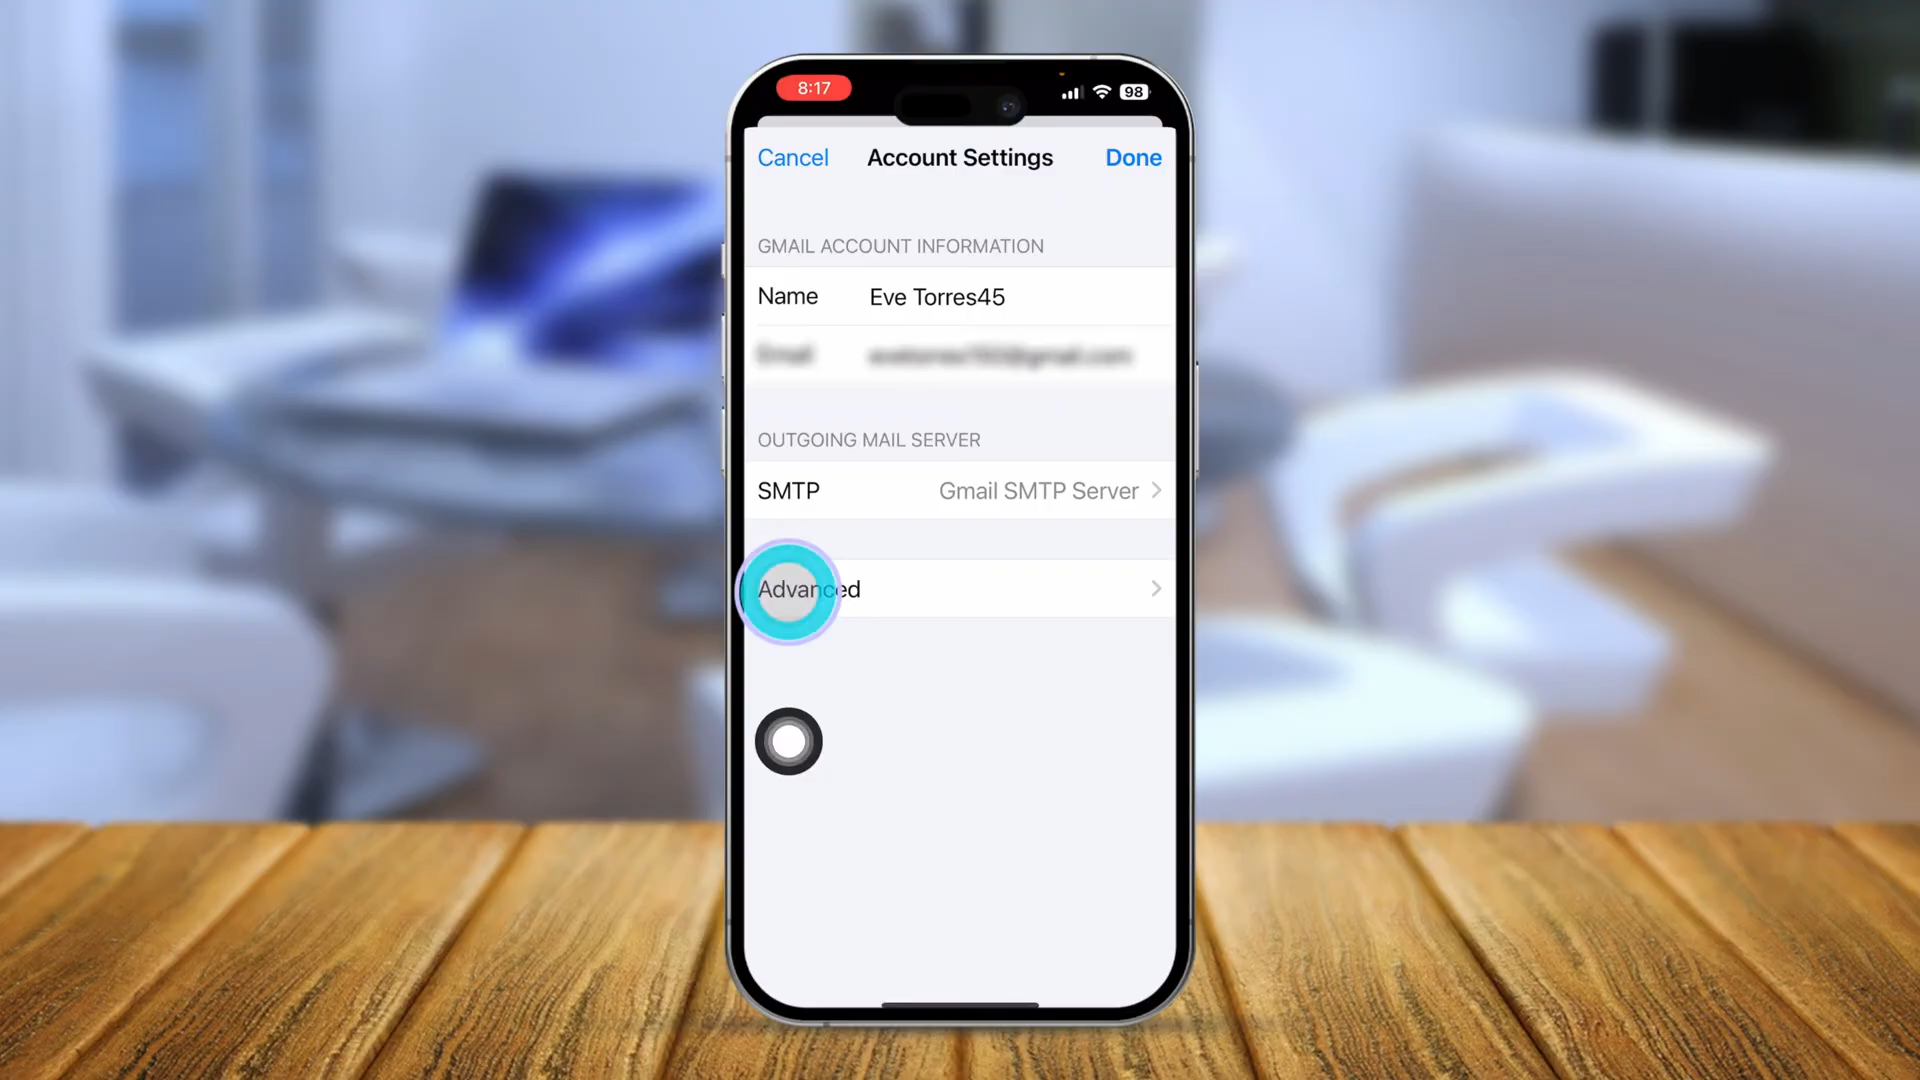 8:17
98
Cancel Account Settings Done
GMAIL ACCOUNT INFORMATION
Name Eve Torres45
OUTGOING MAIL SERVER
SMTP Gmail SMTP Server
Advanced